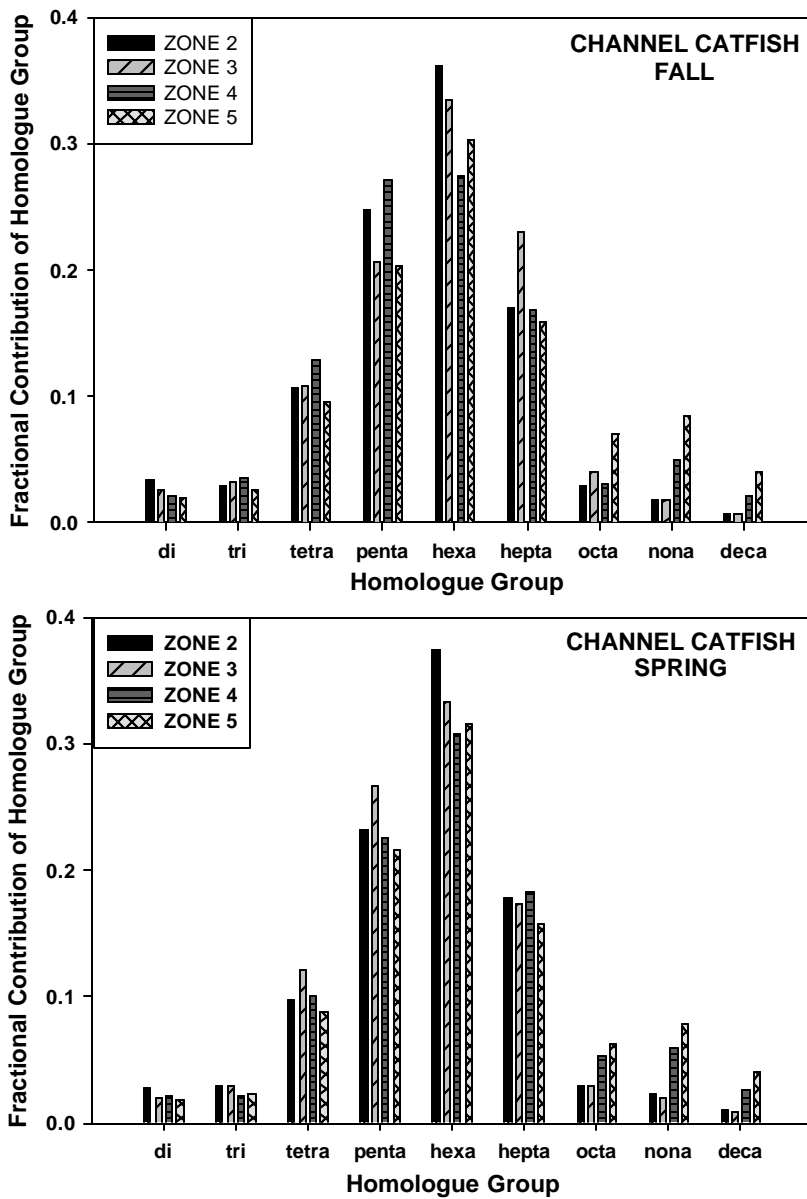 Fractional Contribution of Homologue Group
0.4
0.3
0.2
0.1
0.0
ZONE 2
ZONE 3
ZONE 4
ZONE 5
CHANNEL CATFISH
FALL
di tri tetra penta hexa hepta octa nona deca
Homologue Group
Fractional Contribution of Homologue Group
0.4
0.3
0.2
0.1
0.0
ZONE 2
ZONE 3
ZONE 4
ZONE 5
CHANNEL CATFISH
SPRING
di tri tetra penta hexa hepta octa nona deca
Homologue Group